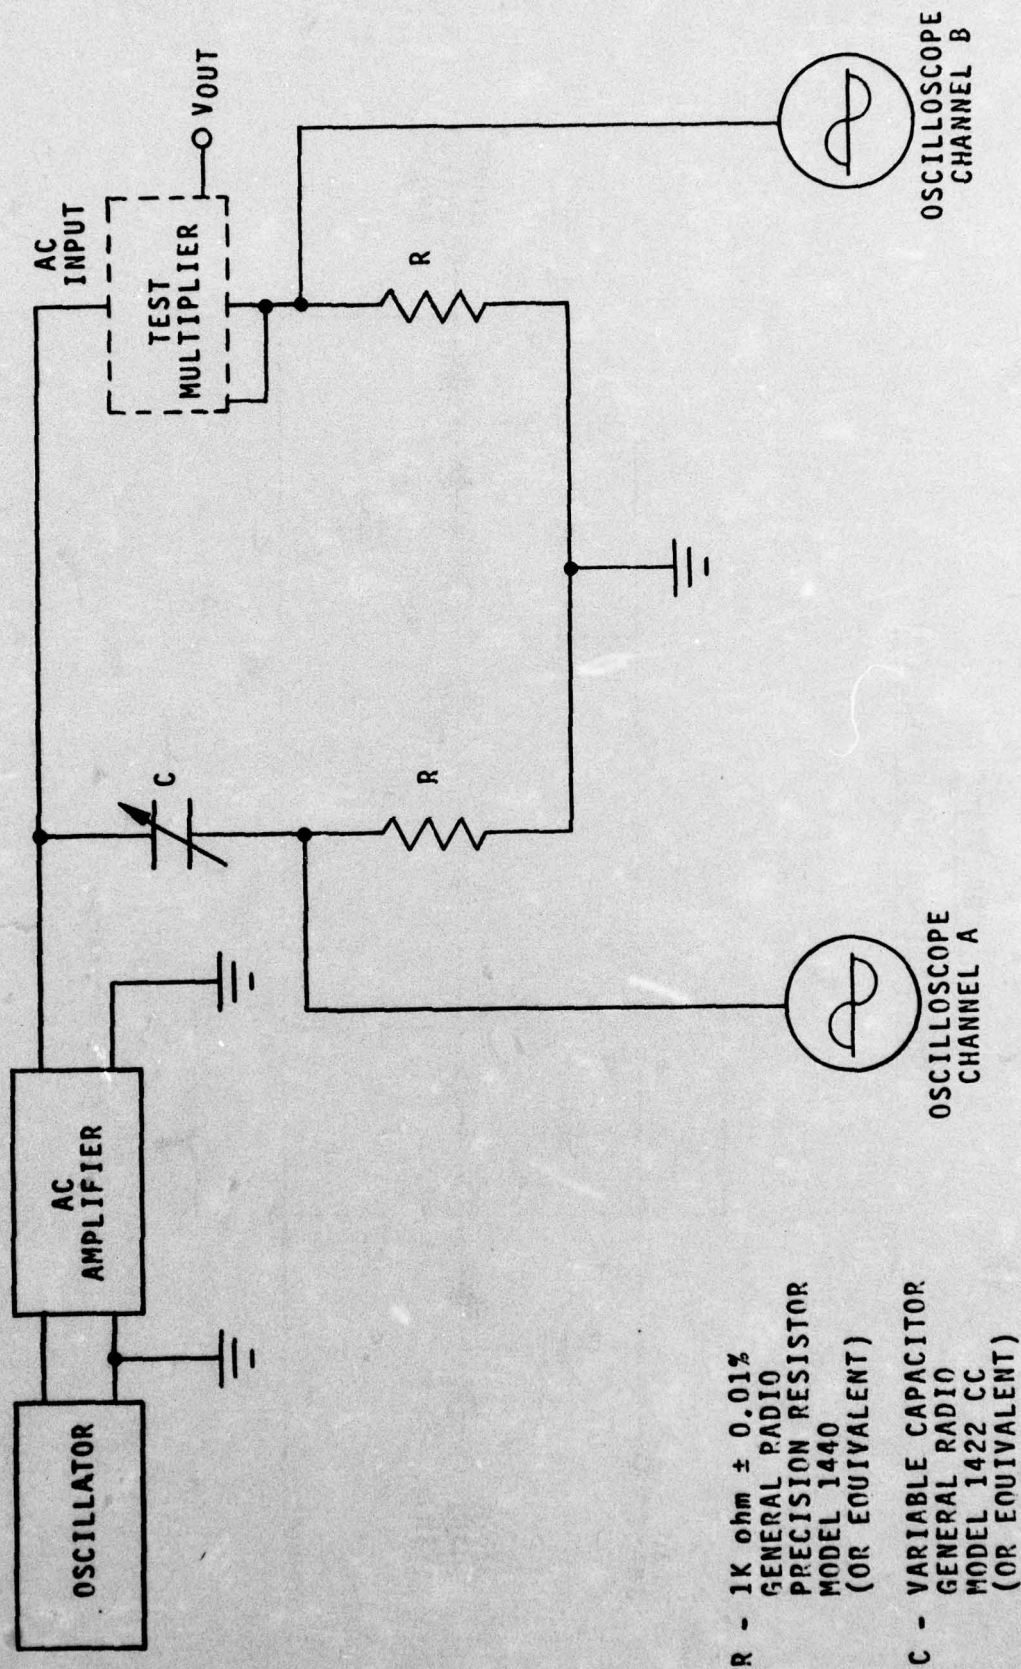 OSCILLATOR
AC
AMPLIFIER
C
AC
INPUT
TEST
MULTIPLIER
VOUT
R
R
OSCILLOSCOPE
CHANNEL A
OSCILLOSCOPE
CHANNEL B
R - 1K ohm ± 0.01%
GENERAL RADIO
PRECISION RESISTOR
MODEL 1440
(OR EQUIVALENT)
C - VARIABLE CAPACITOR
GENERAL RADIO
MODEL 1422 CC
(OR EQUIVALENT)